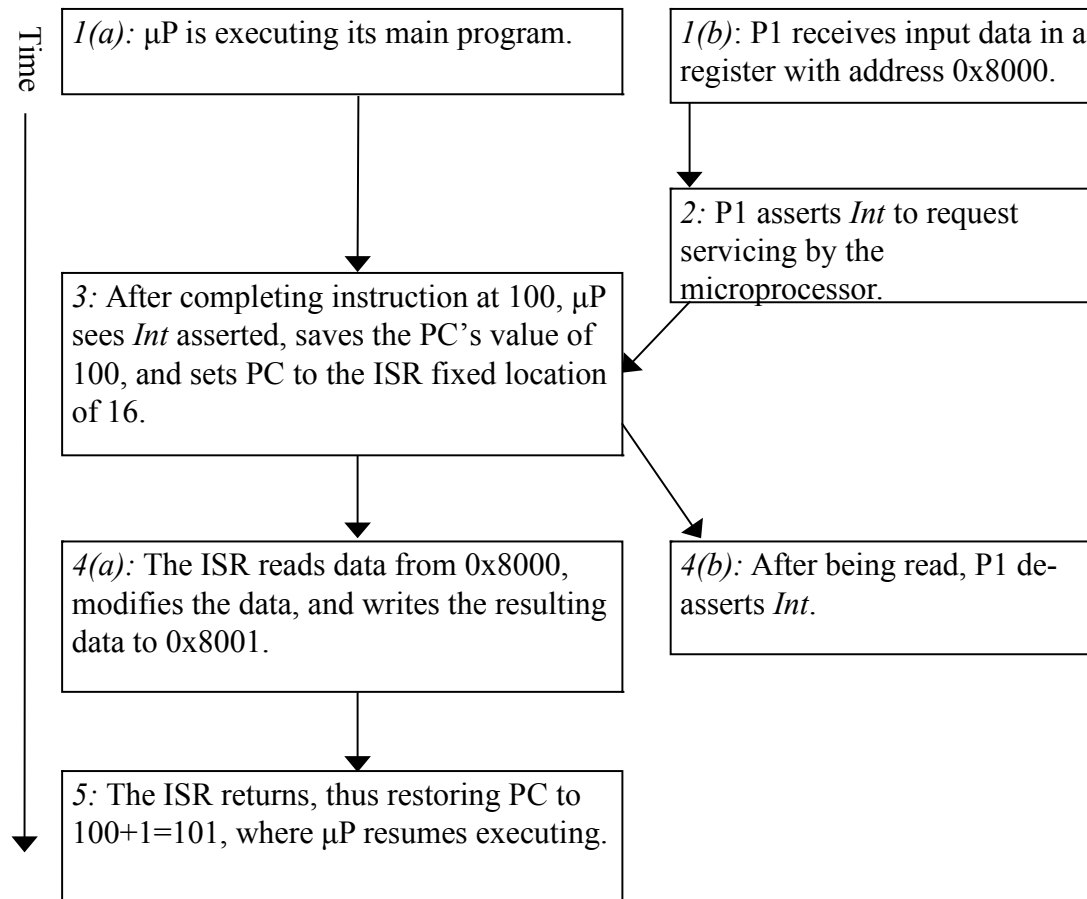 Time
1(a): μP is executing its main program.
1(b): P1 receives input data in a
register with address 0x8000.
2: P1 asserts Int to request
servicing by the
microprocessor.
3: After completing instruction at 100, μP
sees Int asserted, saves the PC’s value of
100, and sets PC to the ISR fixed location
of 16.
4(a): The ISR reads data from 0x8000,
modifies the data, and writes the resulting
data to 0x8001.
4(b): After being read, P1 de-
asserts Int.
5: The ISR returns, thus restoring PC to
100+1=101, where μP resumes executing.